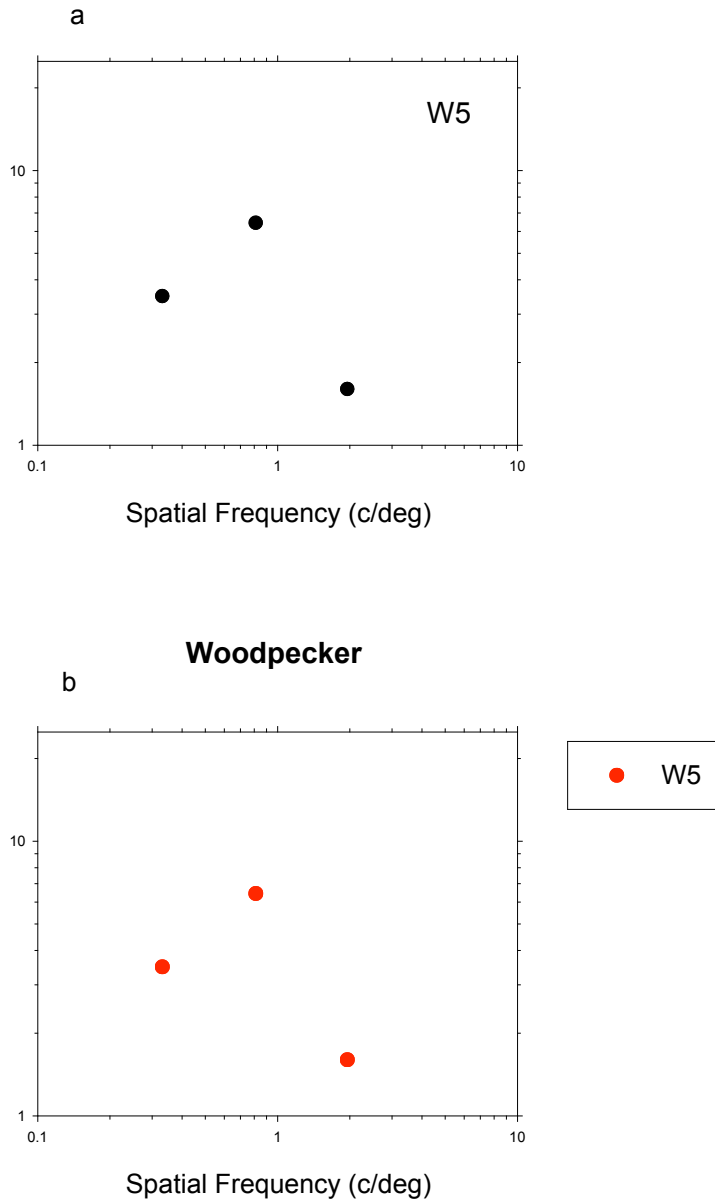 a
W5
10
1
0.1 1 10
Spatial Frequency (c/deg)
Woodpecker
b
W5
10
1
0.1 1 10
Spatial Frequency (c/deg)